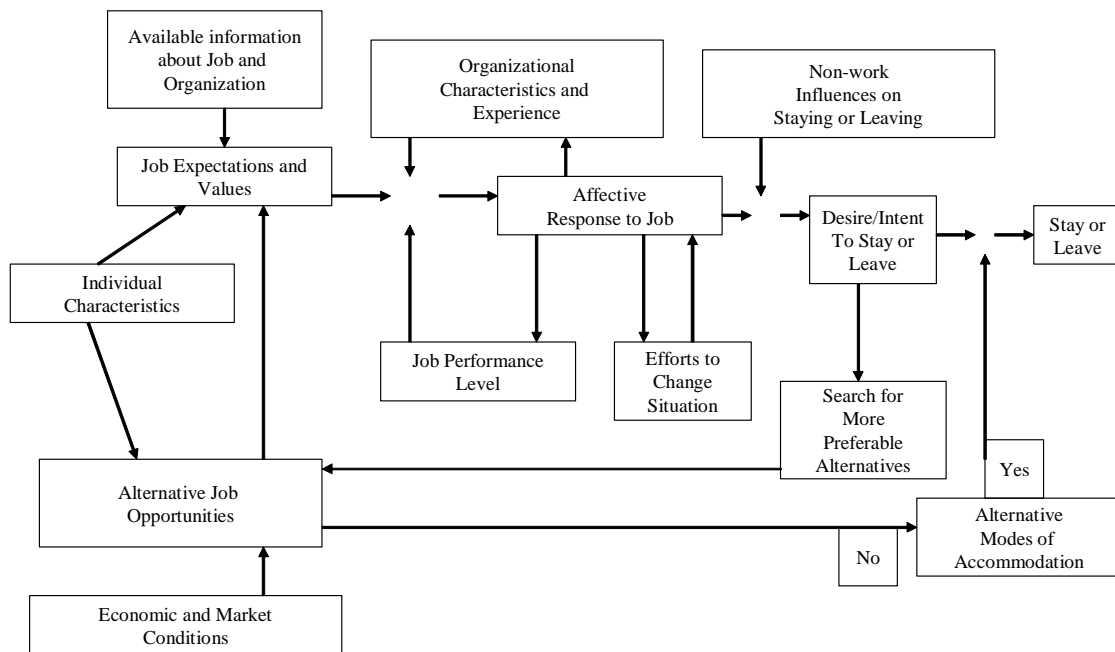 Available information
about Job and
Organization
Organizational
Characteristics and
Experience
Non-work
Influences on
Staying or Leaving
Job Expectations and
Values
Affective
Response to Job
Desire/Intent
To Stay or
Leave
Stay or
Leave
Individual
Characteristics
Job Performance
Level
Efforts to
Change
Situation
Search for
More
Preferable
Alternatives
Yes
Alternative Job
Opportunities
Alternative
Modes of
Accommodation
No
Economic and Market
Conditions